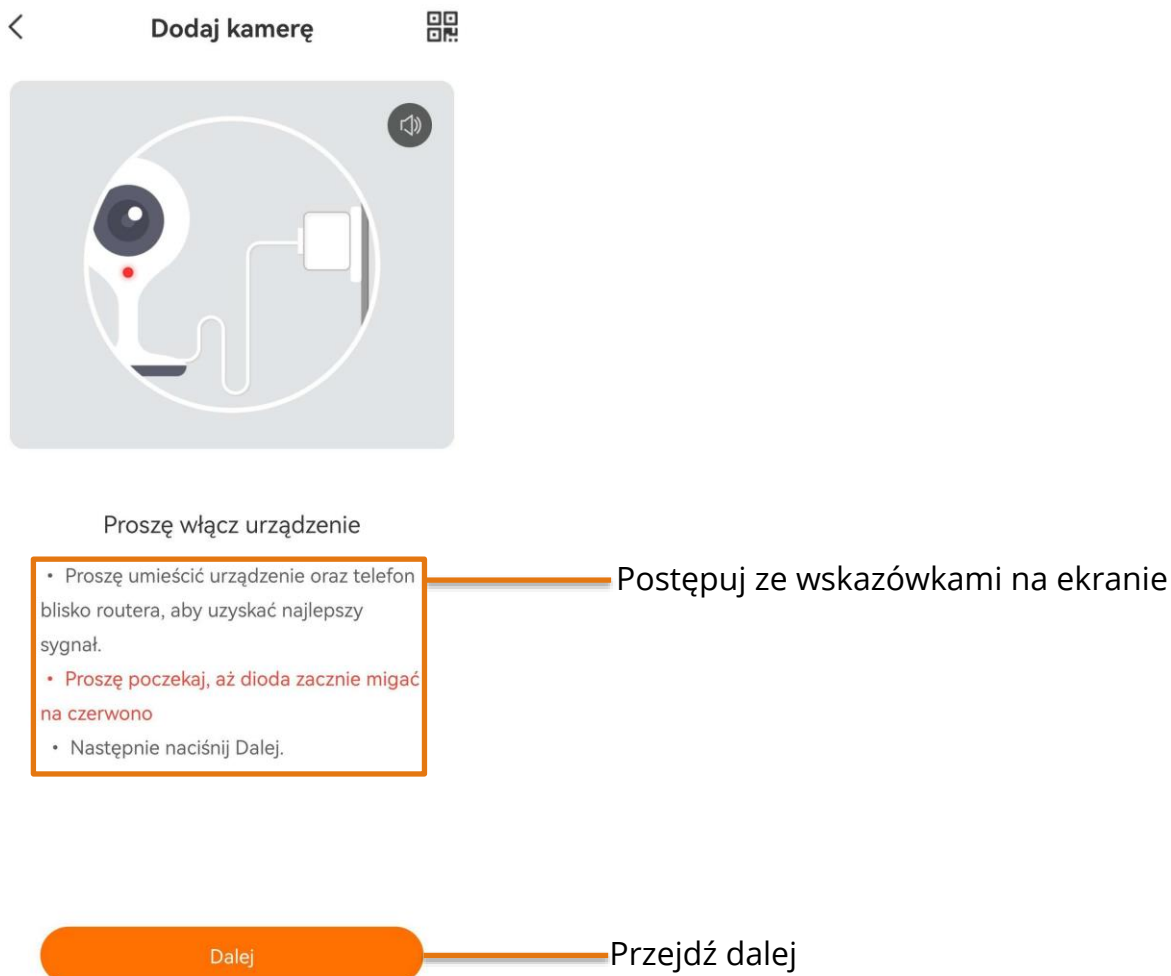 Dodaj kamerę
Proszę włącz urządzenie
• Proszę umieścić urządzenie oraz telefon
blisko routera, aby uzyskać najlepszy
sygnał.
• Proszę poczekaj, aż dioda zacznie migać
na czerwono
• Następnie naciśnij Dalej.
Postępuj ze wskazówkami na ekranie
Dalej
Przejdź dalej